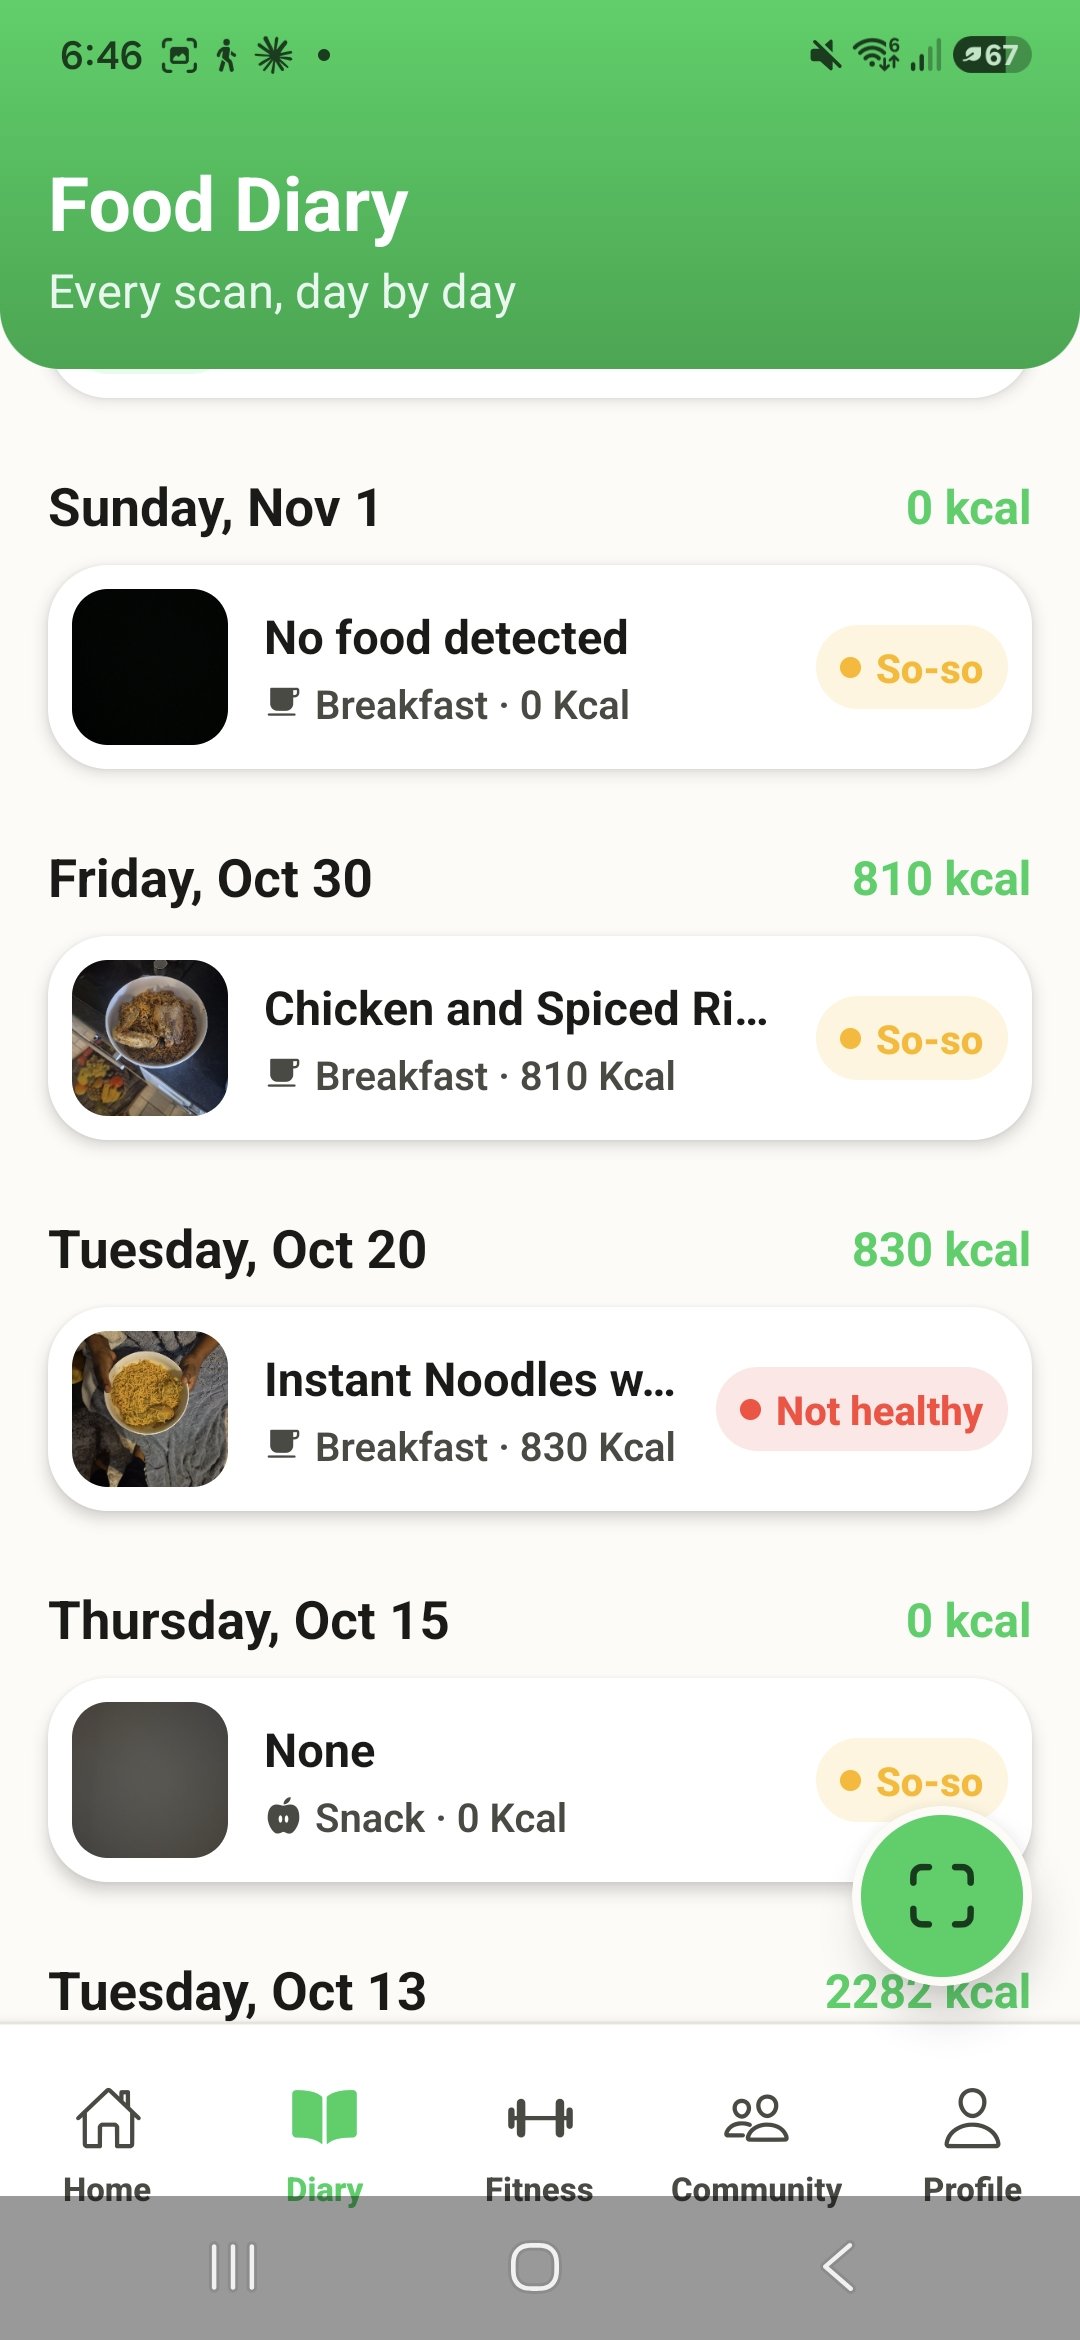 6:46
6
67
Food Diary
Every scan, day by day
Sunday, Nov 1
0 kcal
No food detected
Breakfast · 0 Kcal
So-so
Friday, Oct 30
810 kcal
Chicken and Spiced Ri...
Breakfast · 810 Kcal
So-so
Tuesday, Oct 20
830 kcal
Instant Noodles w...
Breakfast · 830 Kcal
Not healthy
Thursday, Oct 15
0 kcal
None
Snack · 0 Kcal
So-so
Tuesday, Oct 13
2282 kcal
Home
Diary
Fitness
Community
Profile